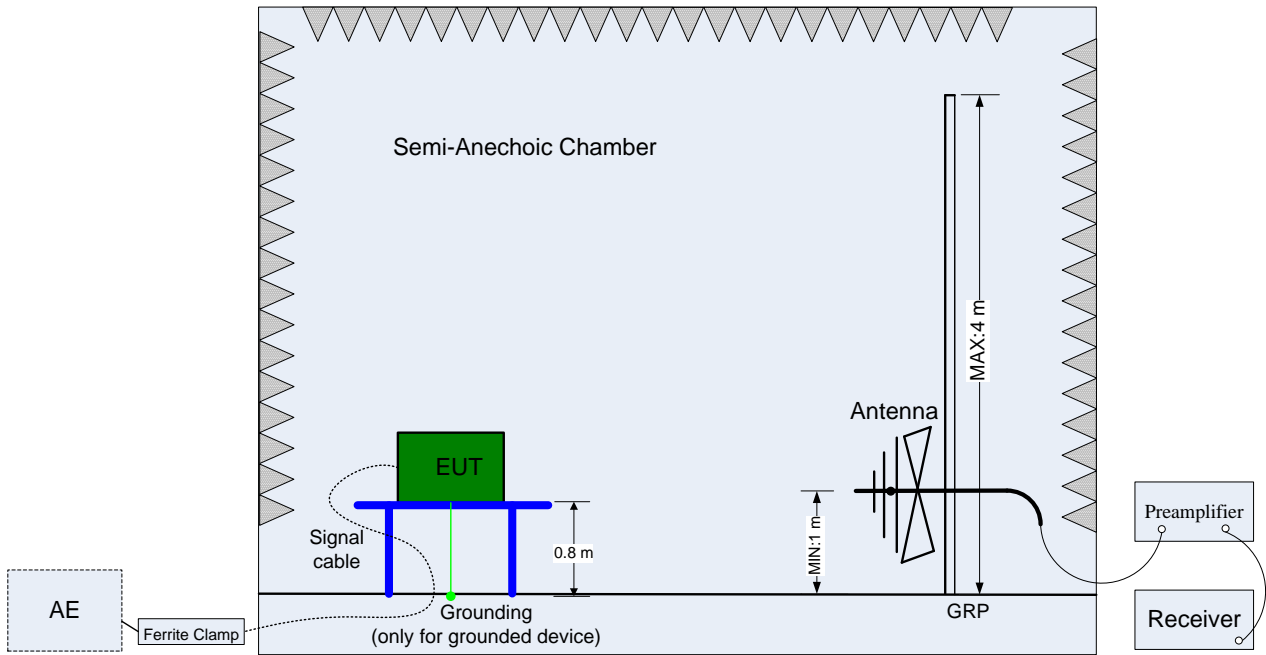 Semi-Anechoic Chamber
MAX:4 m
Antenna
EUT
Signal
cable
0.8 m
MIN:1 m
Preamplifier
AE
Ferrite Clamp
Grounding
(only for grounded device)
GRP
Receiver